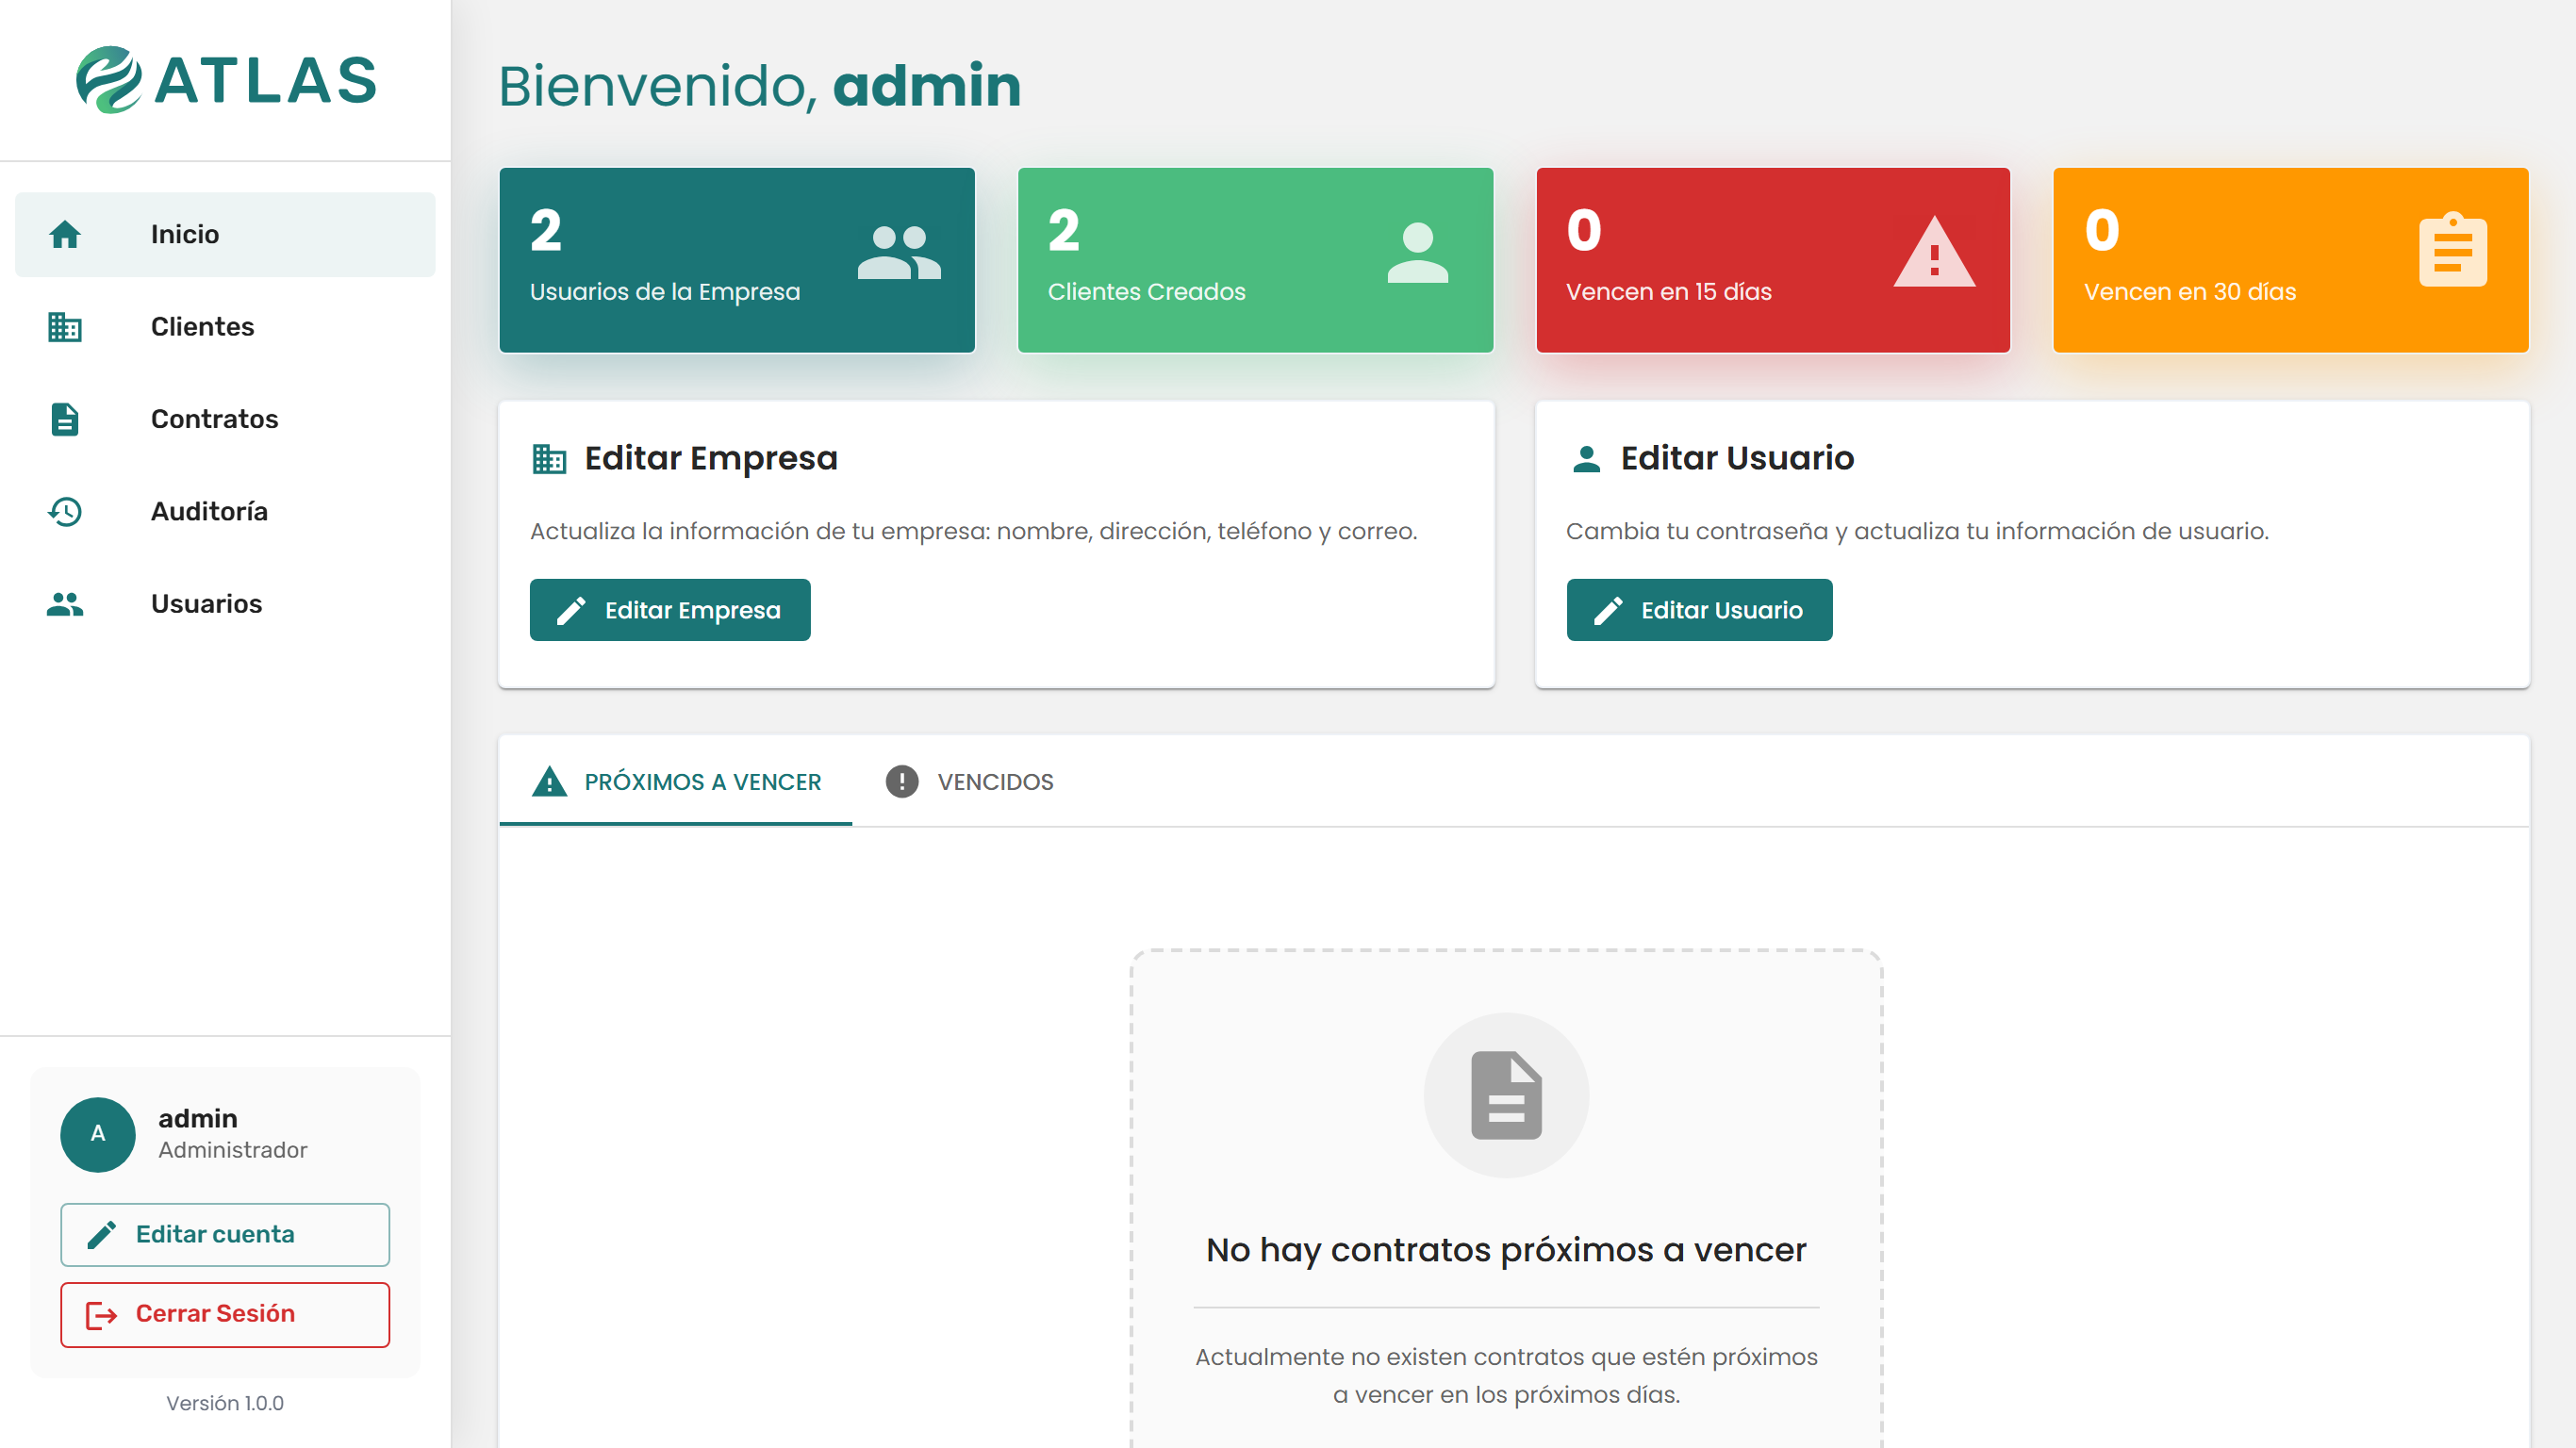 ATLAS
Inicio
Clientes
Contratos
Auditoría
Usuarios
A
admin
Administrador
Editar cuenta
Cerrar Sesión
Versión 1.0.0
Bienvenido, admin
2
Usuarios de la Empresa
2
Clientes Creados
0
Vencen en 15 días
0
Vencen en 30 días
Editar Empresa
Actualiza la información de tu empresa: nombre, dirección, teléfono y correo.
Editar Empresa
Editar Usuario
Cambia tu contraseña y actualiza tu información de usuario.
Editar Usuario
PRÓXIMOS A VENCER
VENCIDOS
No hay contratos próximos a vencer
Actualmente no existen contratos que estén próximos
a vencer en los próximos días.